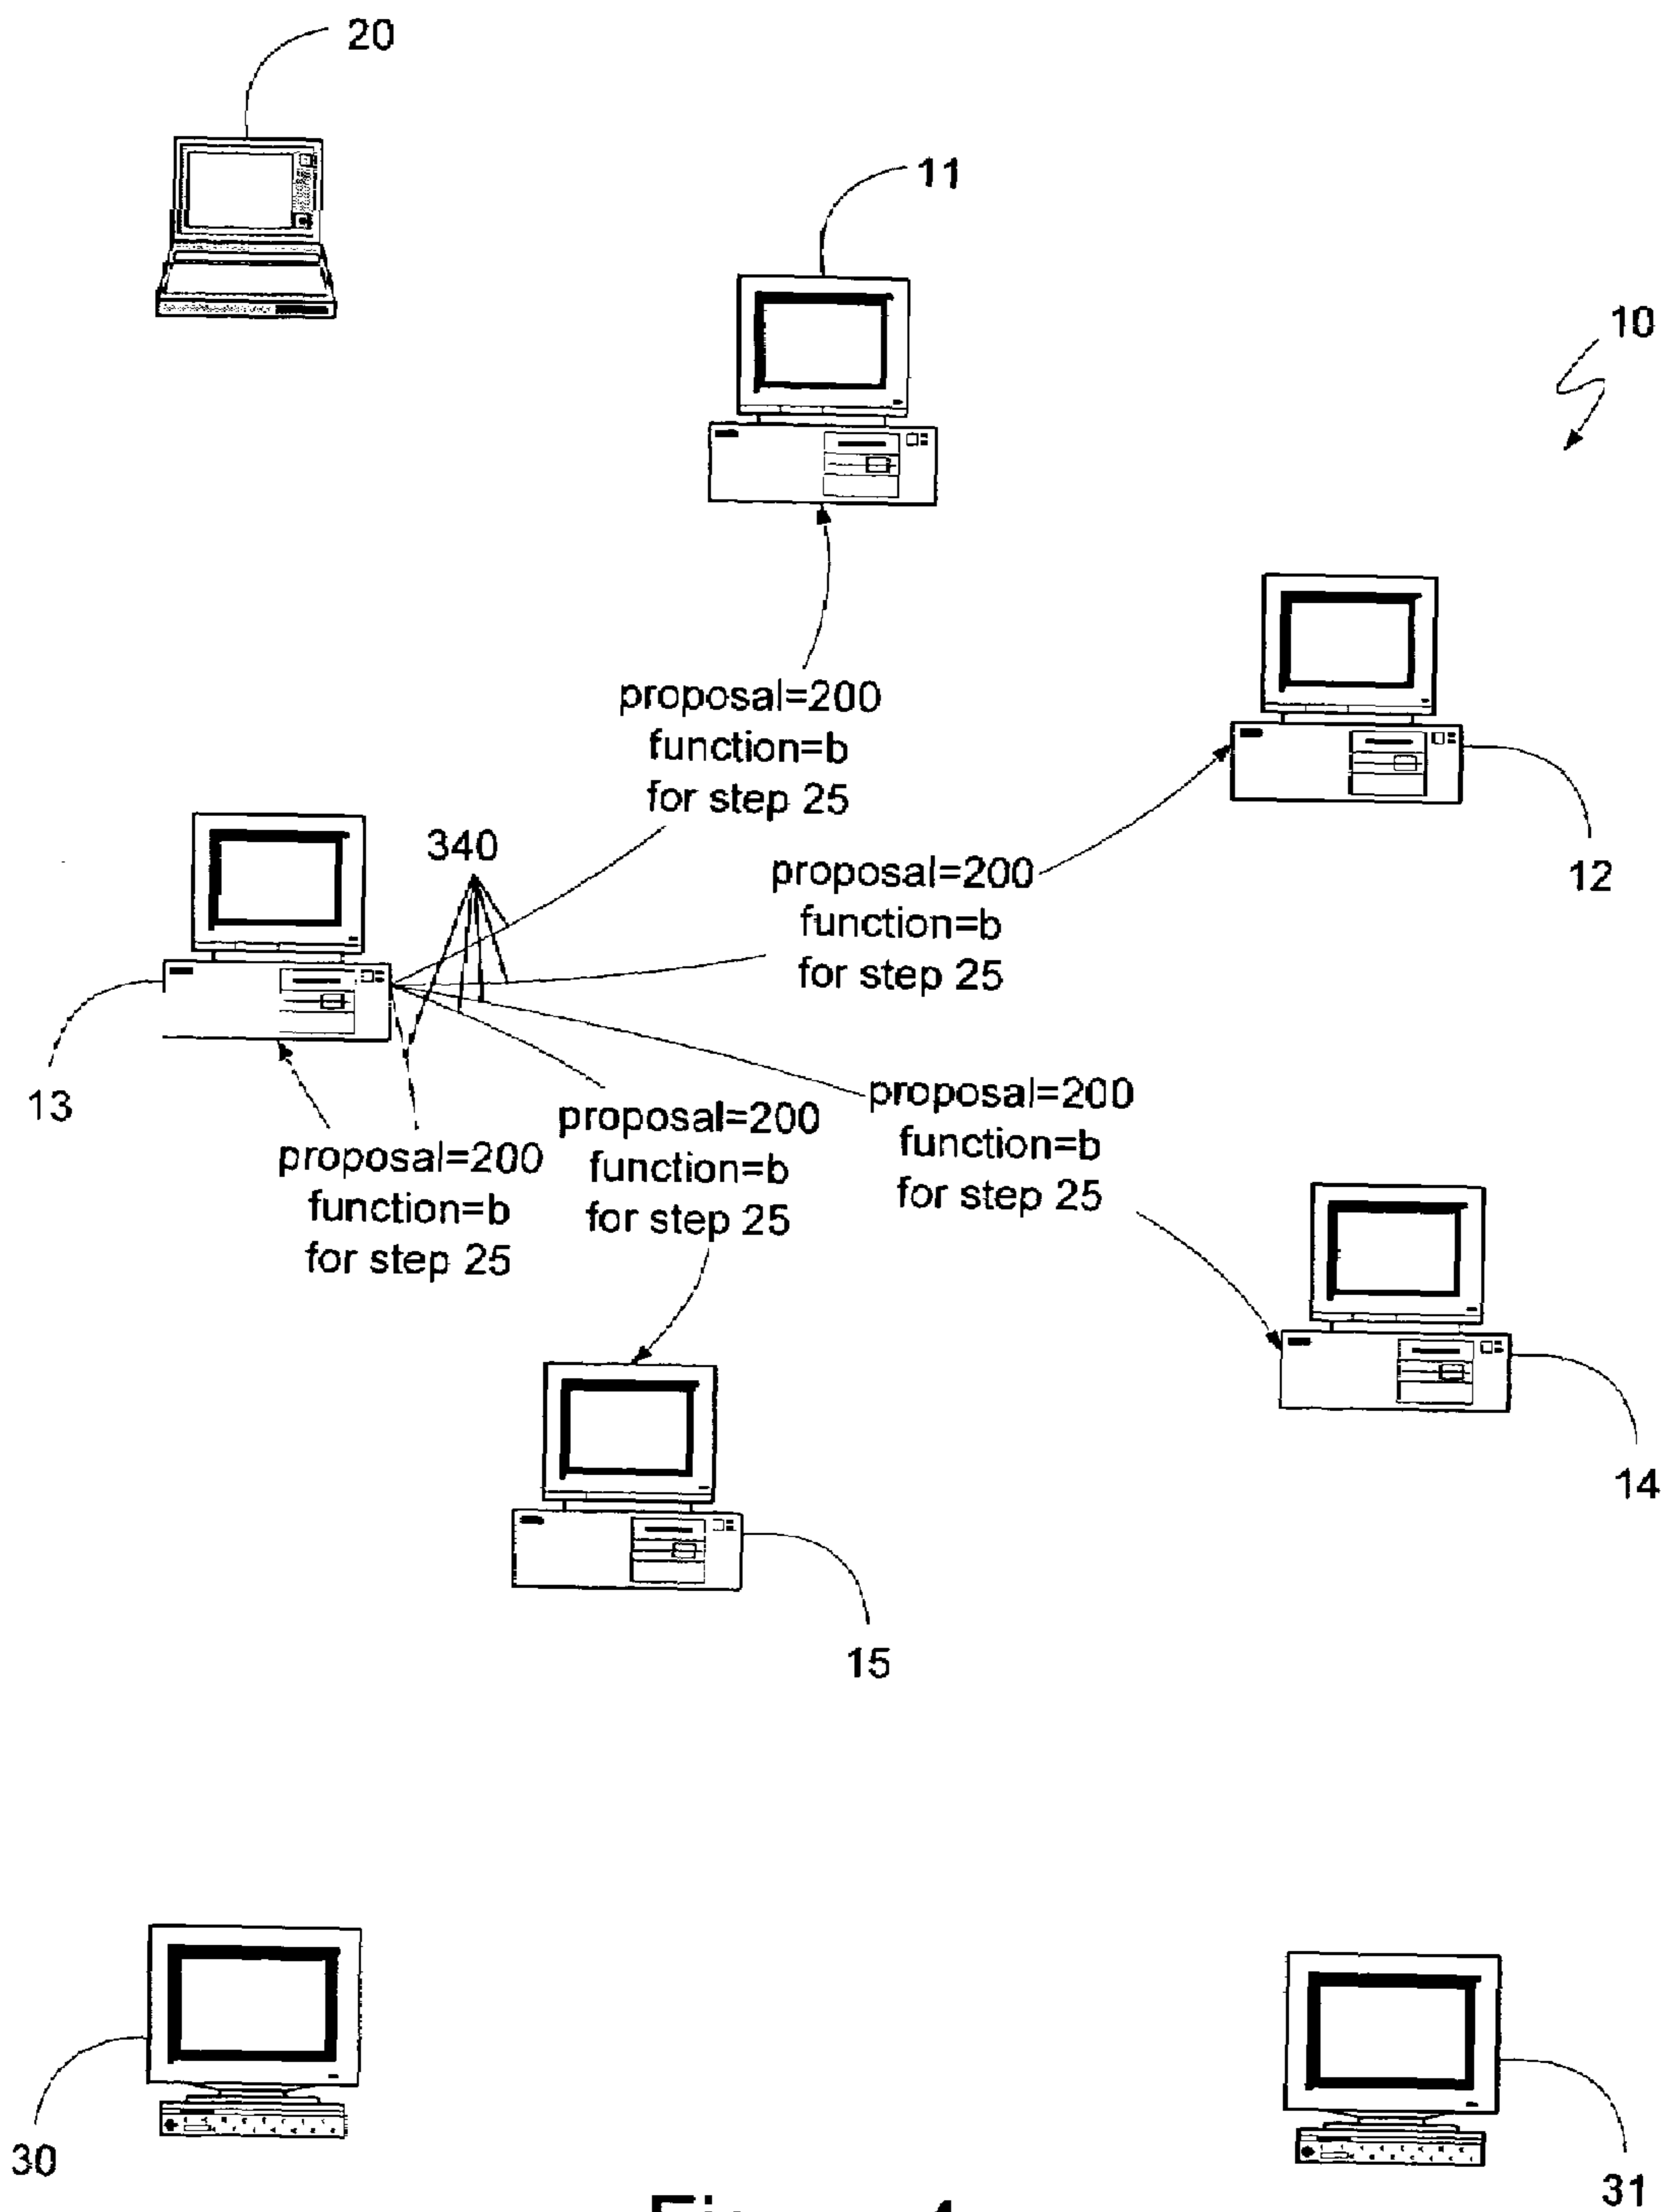 20
11
10
proposal=200
function=b
for step 25
12
340
proposal=200
function=b
for step 25
13
proposal=200
function=b
for step 25
proposal=200
function=b
for step 25
proposal=200
function=b
for step 25
14
15
30
31